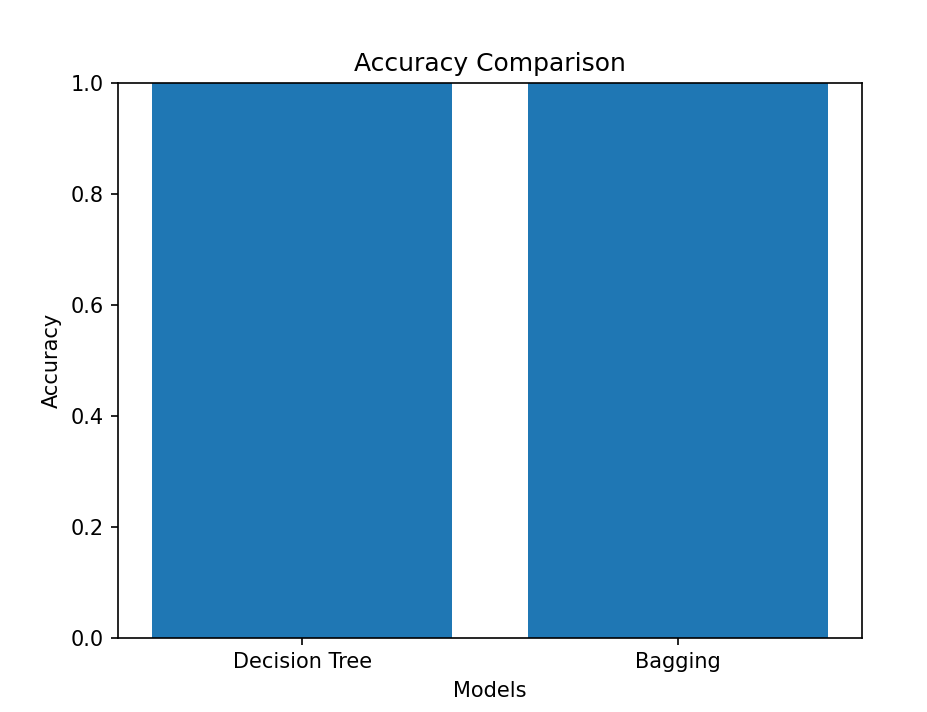 Accuracy Comparison
1.0
0.8
0.6
0.4
0.2
0.0
Accuracy
Decision Tree
Bagging
Models